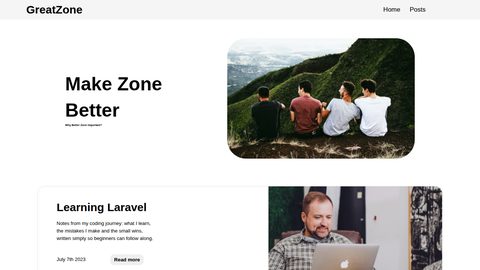 GreatZone
Home
Posts
Make Zone
Better
Why Better Zone Important?
Learning Laravel
Notes from my coding journey: what I learn,
the mistakes I make and the small wins,
written simply so beginners can follow along.
July 7th 2023
Read more